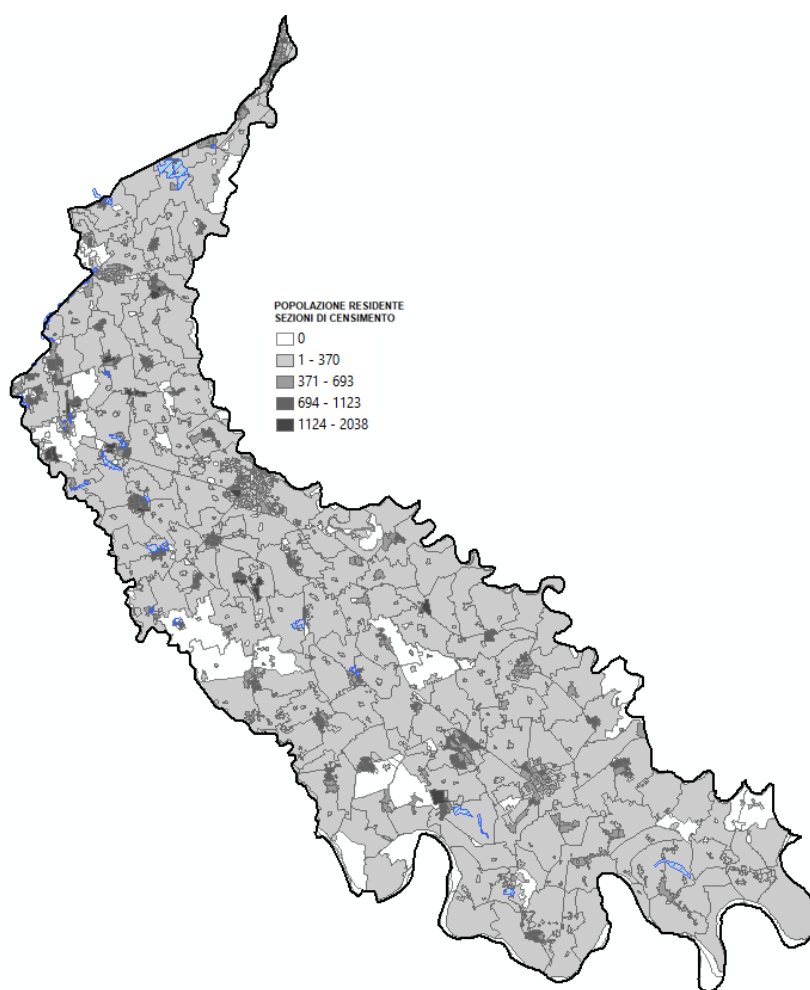 POPOLAZIONE RESIDENTE
SEZIONI DI CENSIMENTO
0
1 - 370
371 - 693
694 - 1123
1124 - 2038